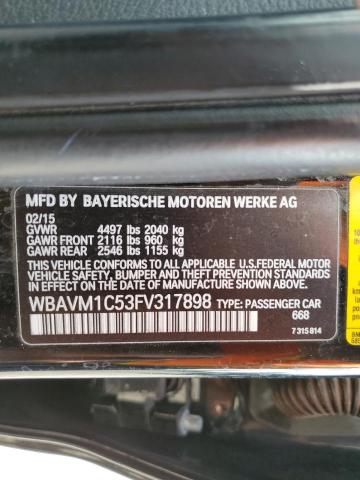 MFD BY BAYERISCHE MOTOREN WERKE AG
02/15
GVWR 4497 lbs 2040 kg
GAWR FRONT 2116 lbs 960 kg
GAWR REAR 2546 lbs 1155 kg
THIS VEHICLE CONFORMS TO ALL APPLICABLE U.S.FEDERAL MOTOR
VEHICLE SAFETY, BUMPER, AND THEFT PREVENTION STANDARDS
IN EFFECT ON THE DATE OF MANUFACTURE SHOWN ABOVE.
WBAVM1C53FV317898 TYPE: PASSENGER CAR
668
7 315 814